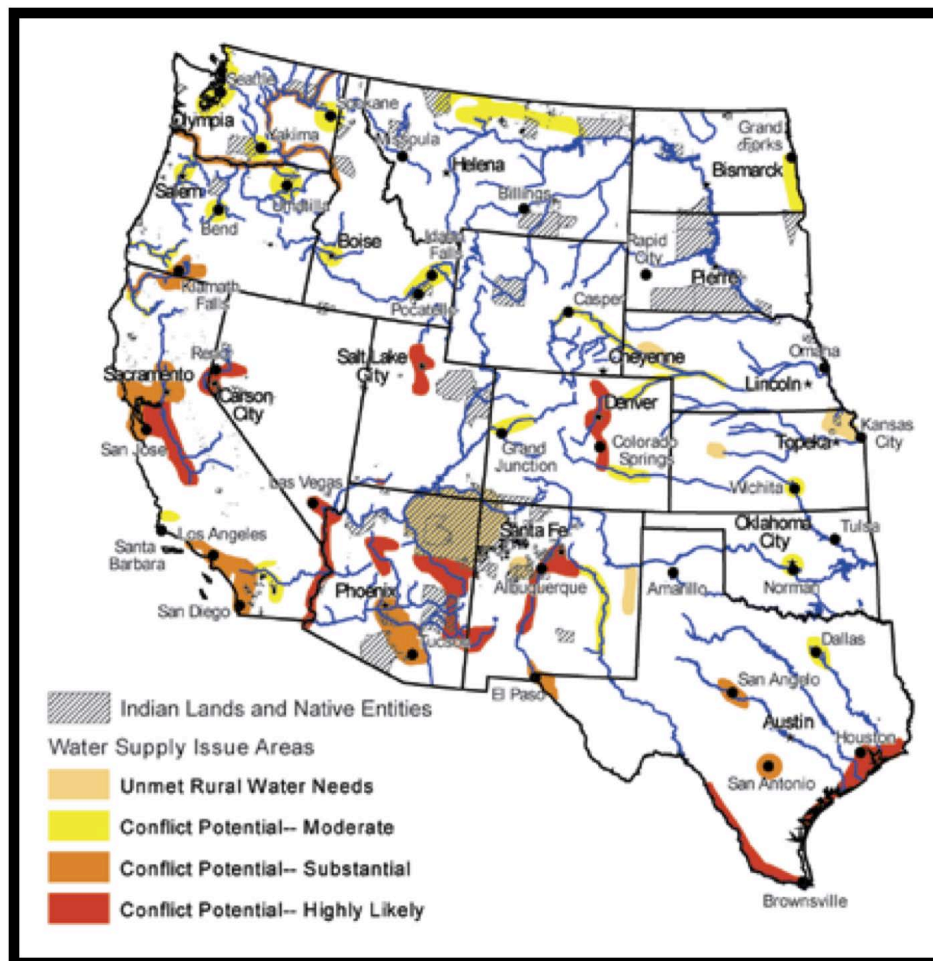 Seattle
Spokane
Olympia
Yakima
Missoula
Grand
Forks
Helena
Bismarck
Salem
Umatilla
Billings
Bend
Boise
Idaho
Falls
Rapid
City
Pierre
Klamath
Falls
Pocatello
Casper
Reno
Salt Lake
City
Cheyenne
Omaha
Sacramento
Carson
City
Lincoln
Denver
San Jose
Grand
Junction
Colorado
Springs
Topeka
Kansas
City
Las Vegas
Wichita
Santa
Barbara
Los Angeles
Santa Fe
Oklahoma
City
Tulsa
Phoenix
Albuquerque
Amarillo
Norman
San Diego
Tucson
Dallas
El Paso
San Angelo
Austin
Houston
San Antonio
Brownsville
Indian Lands and Native Entities
Water Supply Issue Areas
Unmet Rural Water Needs
Conflict Potential-- Moderate
Conflict Potential-- Substantial
Conflict Potential-- Highly Likely